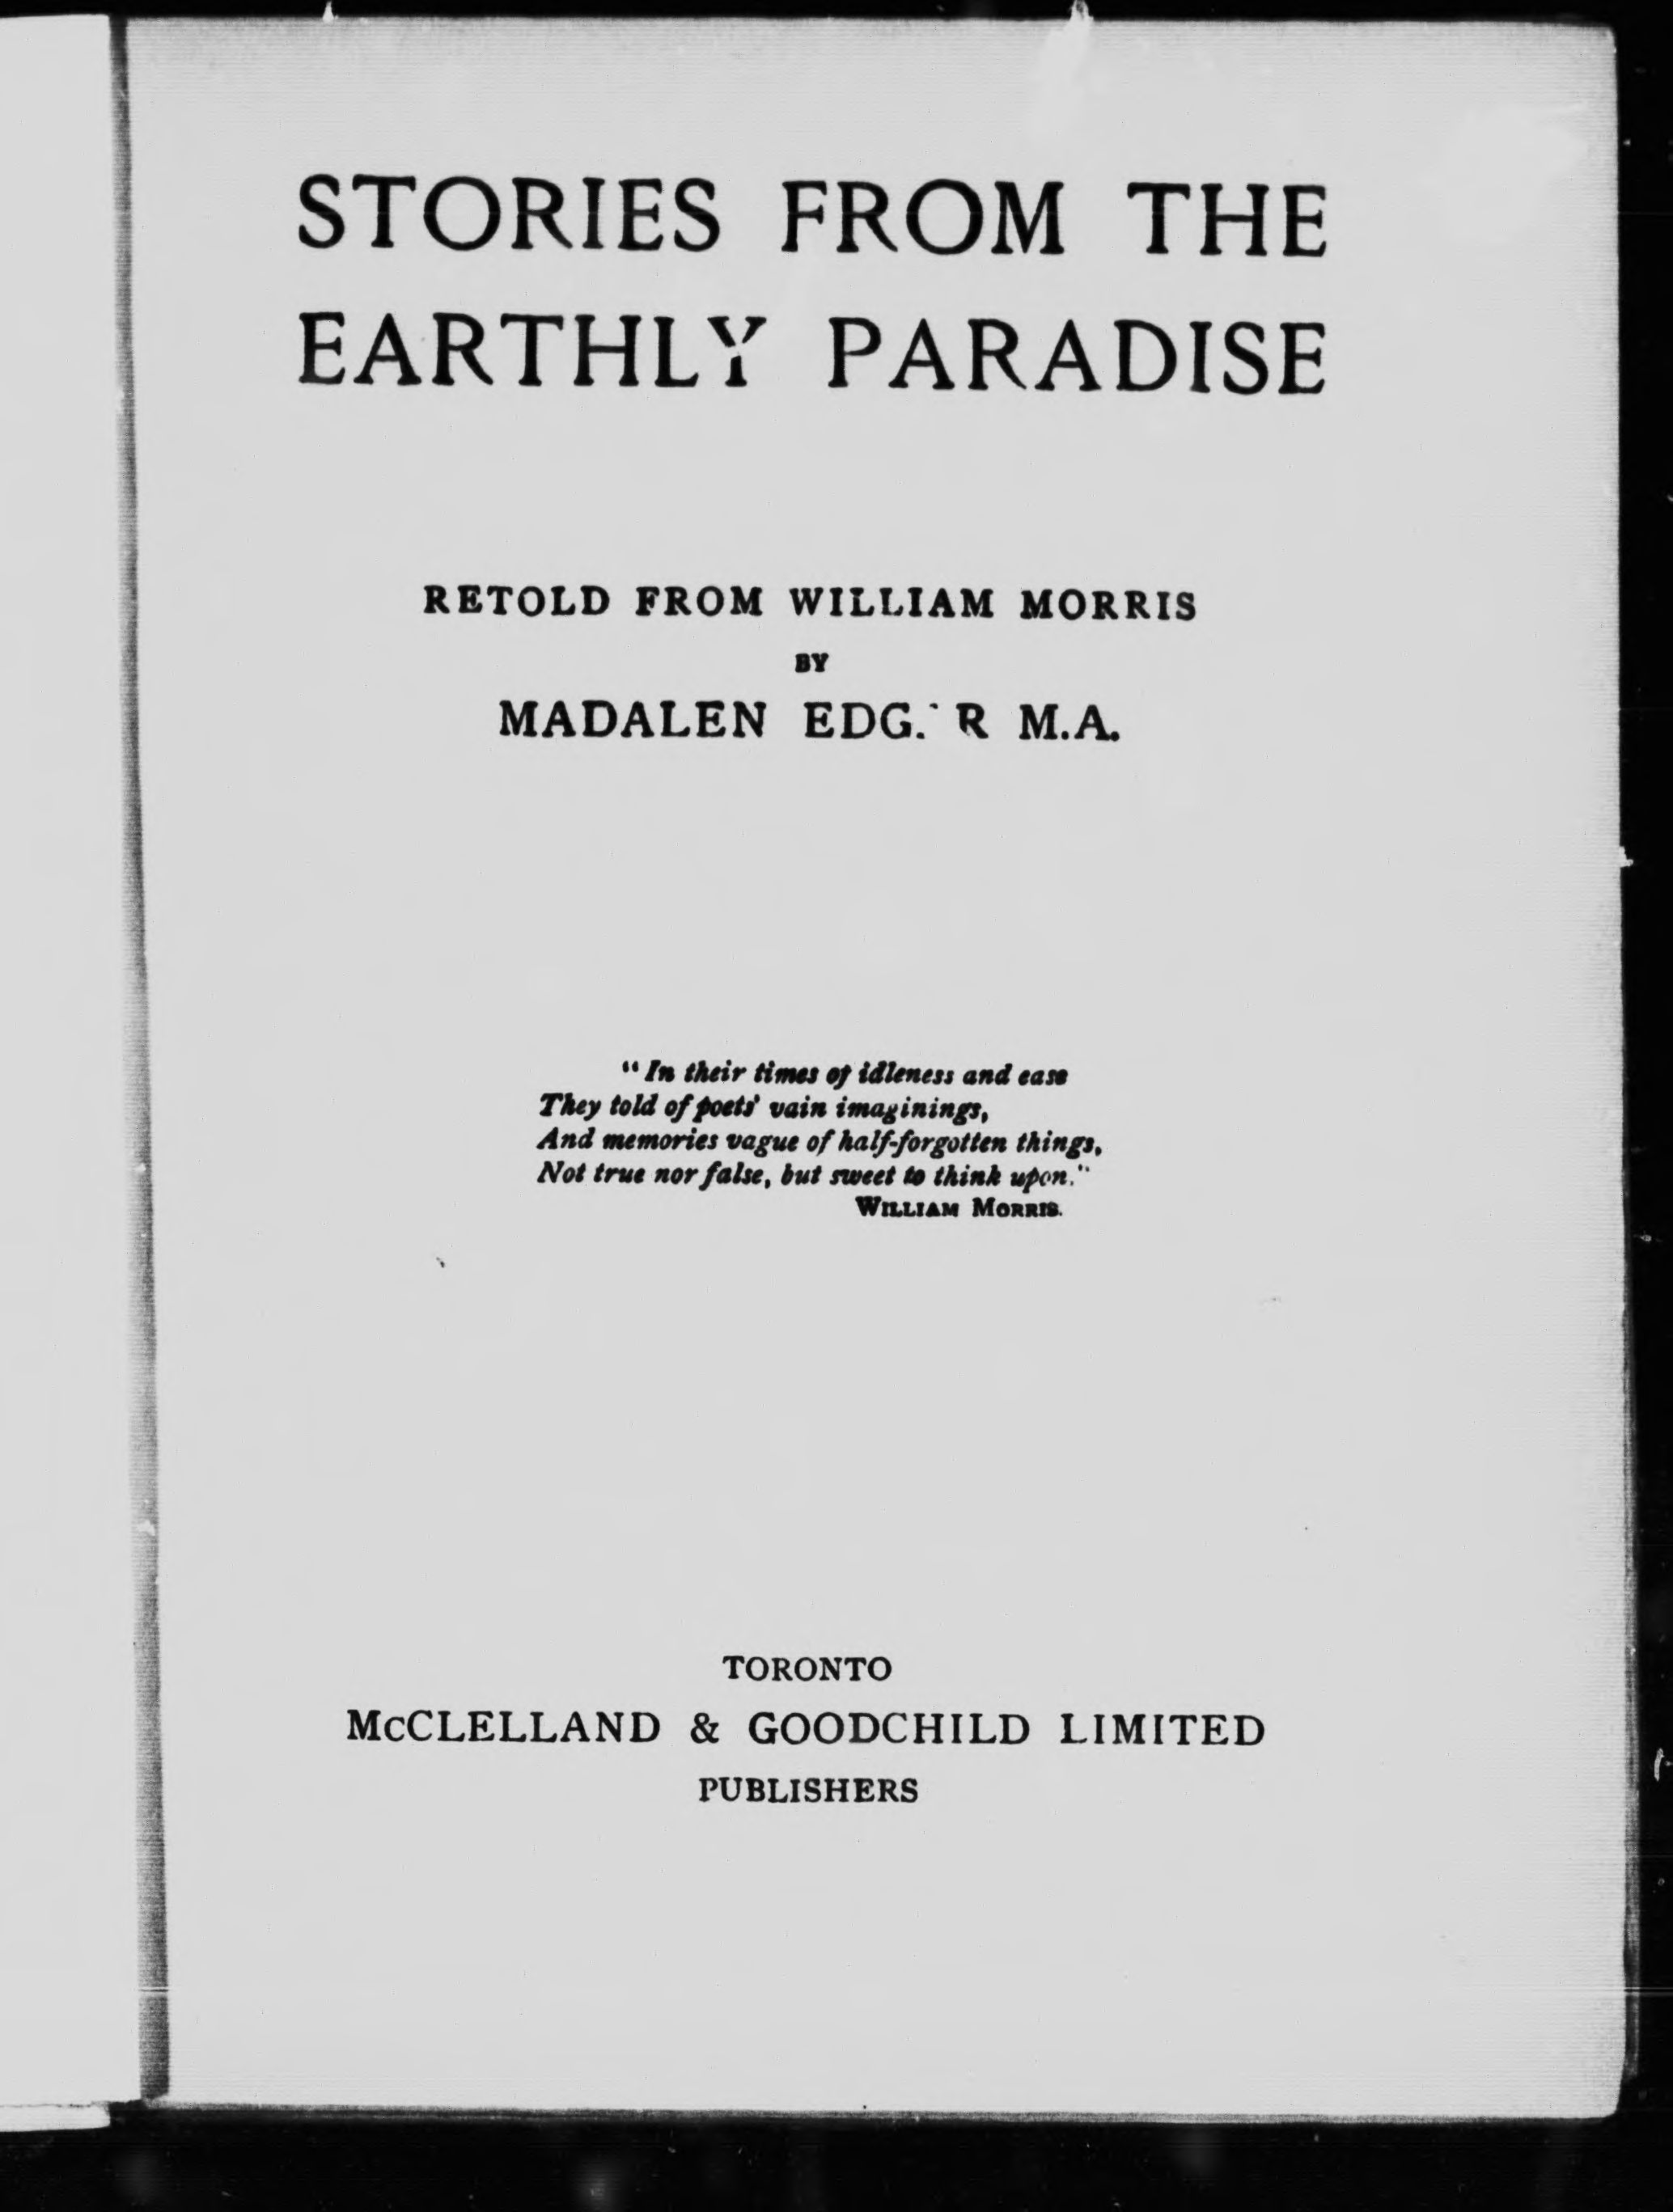 STORIES FROM THE
EARTHLY PARADISE
RETOLD FROM WILLIAM MORRIS
BY
MADALEN EDGAR M.A.
"In their times of idleness and ease
They told of poets' vain imaginings,
And memories vague of half-forgotten things,
Not true nor false, but sweet to think upon."
WILLIAM MORRIS.
TORONTO
McCLELLAND & GOODCHILD LIMITED
PUBLISHERS